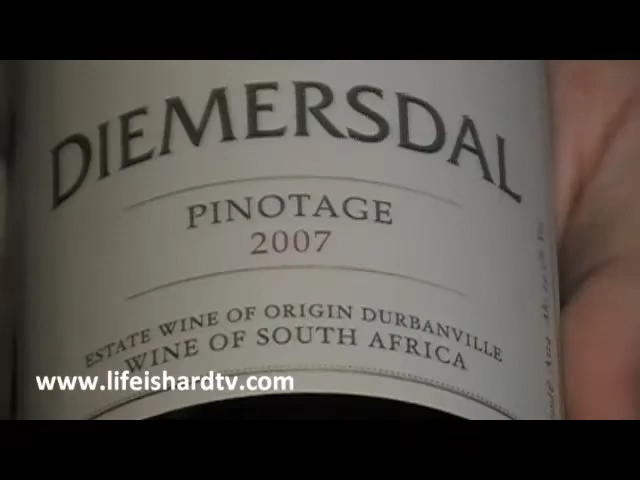 DIEMERSDAL
PINOTAGE
2007
ESTATE WINE OF ORIGIN DURBANVILLE
WINE OF SOUTH AFRICA
www.lifeishardtv.com